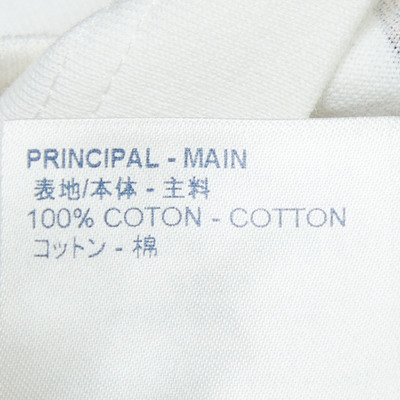 PRINCIPAL - MAIN
表地/本体 - 主料
100% COTON - COTTON
コットン - 棉